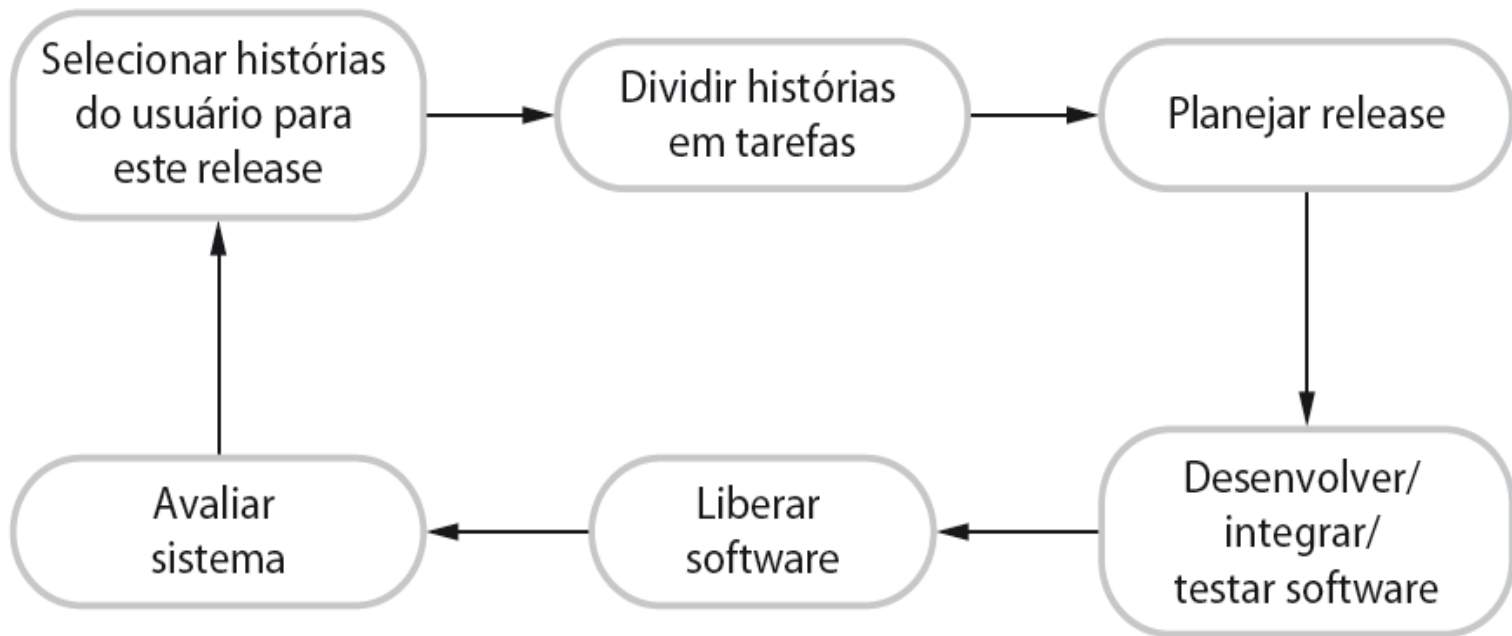 Selecionar histórias
do usuário para
este release
Dividir histórias
em tarefas
Planejar release
Desenvolver/
integrar/
testar software
Liberar
software
Avaliar
sistema